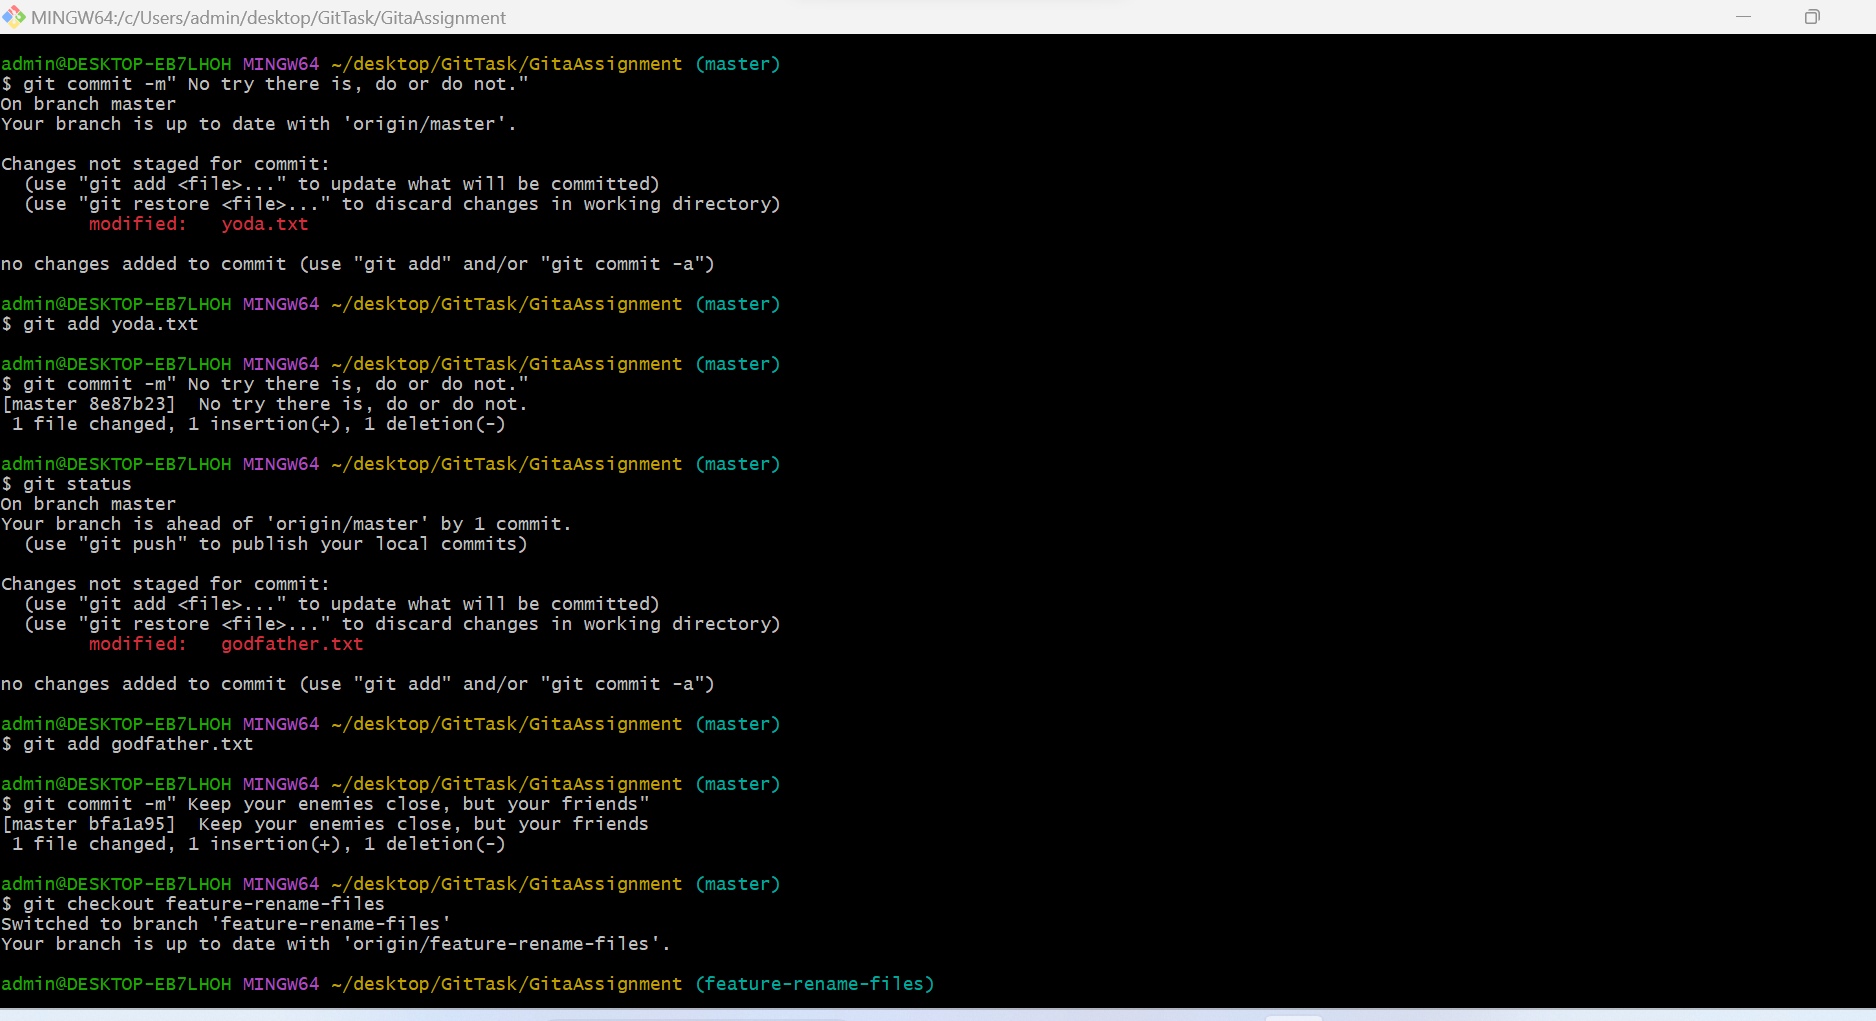 MINGW64:/c/Users/admin/desktop/GitTask/GitaAssignment
admin@DESKTOP-EB7LHOH MINGW64 ~/desktop/GitTask/GitaAssignment (master)
$ git commit -m" No try there is, do or do not."
On branch master
Your branch is up to date with 'origin/master'.
Changes not staged for commit:
  (use "git add <file>..." to update what will be committed)
  (use "git restore <file>..." to discard changes in working directory)
        modified:   yoda.txt
no changes added to commit (use "git add" and/or "git commit -a")
admin@DESKTOP-EB7LHOH MINGW64 ~/desktop/GitTask/GitaAssignment (master)
$ git add yoda.txt
admin@DESKTOP-EB7LHOH MINGW64 ~/desktop/GitTask/GitaAssignment (master)
$ git commit -m" No try there is, do or do not."
[master 8e87b23]  No try there is, do or do not.
 1 file changed, 1 insertion(+), 1 deletion(-)
admin@DESKTOP-EB7LHOH MINGW64 ~/desktop/GitTask/GitaAssignment (master)
$ git status
On branch master
Your branch is ahead of 'origin/master' by 1 commit.
  (use "git push" to publish your local commits)
Changes not staged for commit:
  (use "git add <file>..." to update what will be committed)
  (use "git restore <file>..." to discard changes in working directory)
        modified:   godfather.txt
no changes added to commit (use "git add" and/or "git commit -a")
admin@DESKTOP-EB7LHOH MINGW64 ~/desktop/GitTask/GitaAssignment (master)
$ git add godfather.txt
admin@DESKTOP-EB7LHOH MINGW64 ~/desktop/GitTask/GitaAssignment (master)
$ git commit -m" Keep your enemies close, but your friends"
[master bfa1a95]  Keep your enemies close, but your friends
 1 file changed, 1 insertion(+), 1 deletion(-)
admin@DESKTOP-EB7LHOH MINGW64 ~/desktop/GitTask/GitaAssignment (master)
$ git checkout feature-rename-files
Switched to branch 'feature-rename-files'
Your branch is up to date with 'origin/feature-rename-files'.
admin@DESKTOP-EB7LHOH MINGW64 ~/desktop/GitTask/GitaAssignment (feature-rename-files)